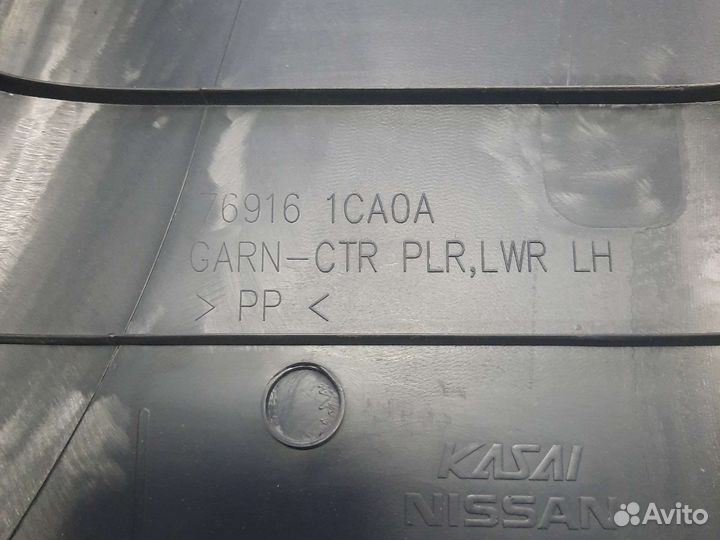 76916 1CA0A
GARN-CTR PLR,LWR LH
> PP <
KASAI
NISSAN
Avito